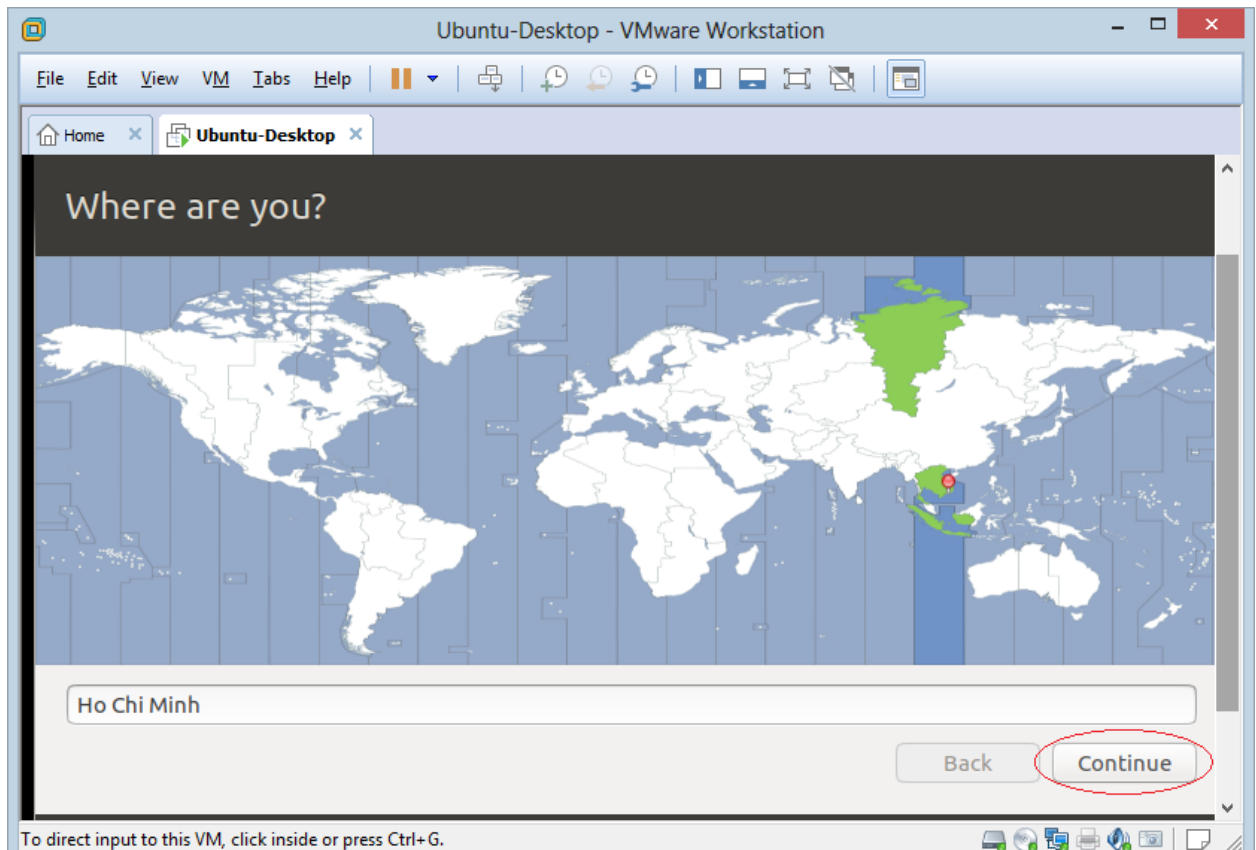 Ubuntu-Desktop - VMware Workstation
File Edit View VM Tabs Help
Home Ubuntu-Desktop
Where are you?
Ho Chi Minh
Back Continue
To direct input to this VM, click inside or press Ctrl+G.